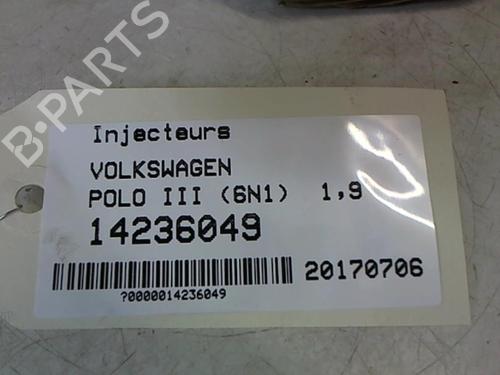 B-PARTS
Injecteurs
VOLKSWAGEN
POLO III (6N1) 1,9
14236049
20170706
?0000014236049